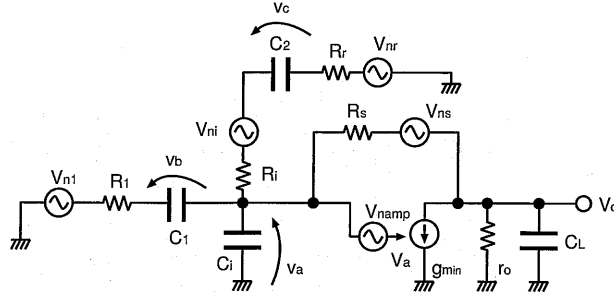 vc
C2
Rr
Vnr
Rs
Vns
Vni
Ri
Vn1
R1
vb
C1
Ci
va
Vnamp
Va
gmin
ro
CL
Vo